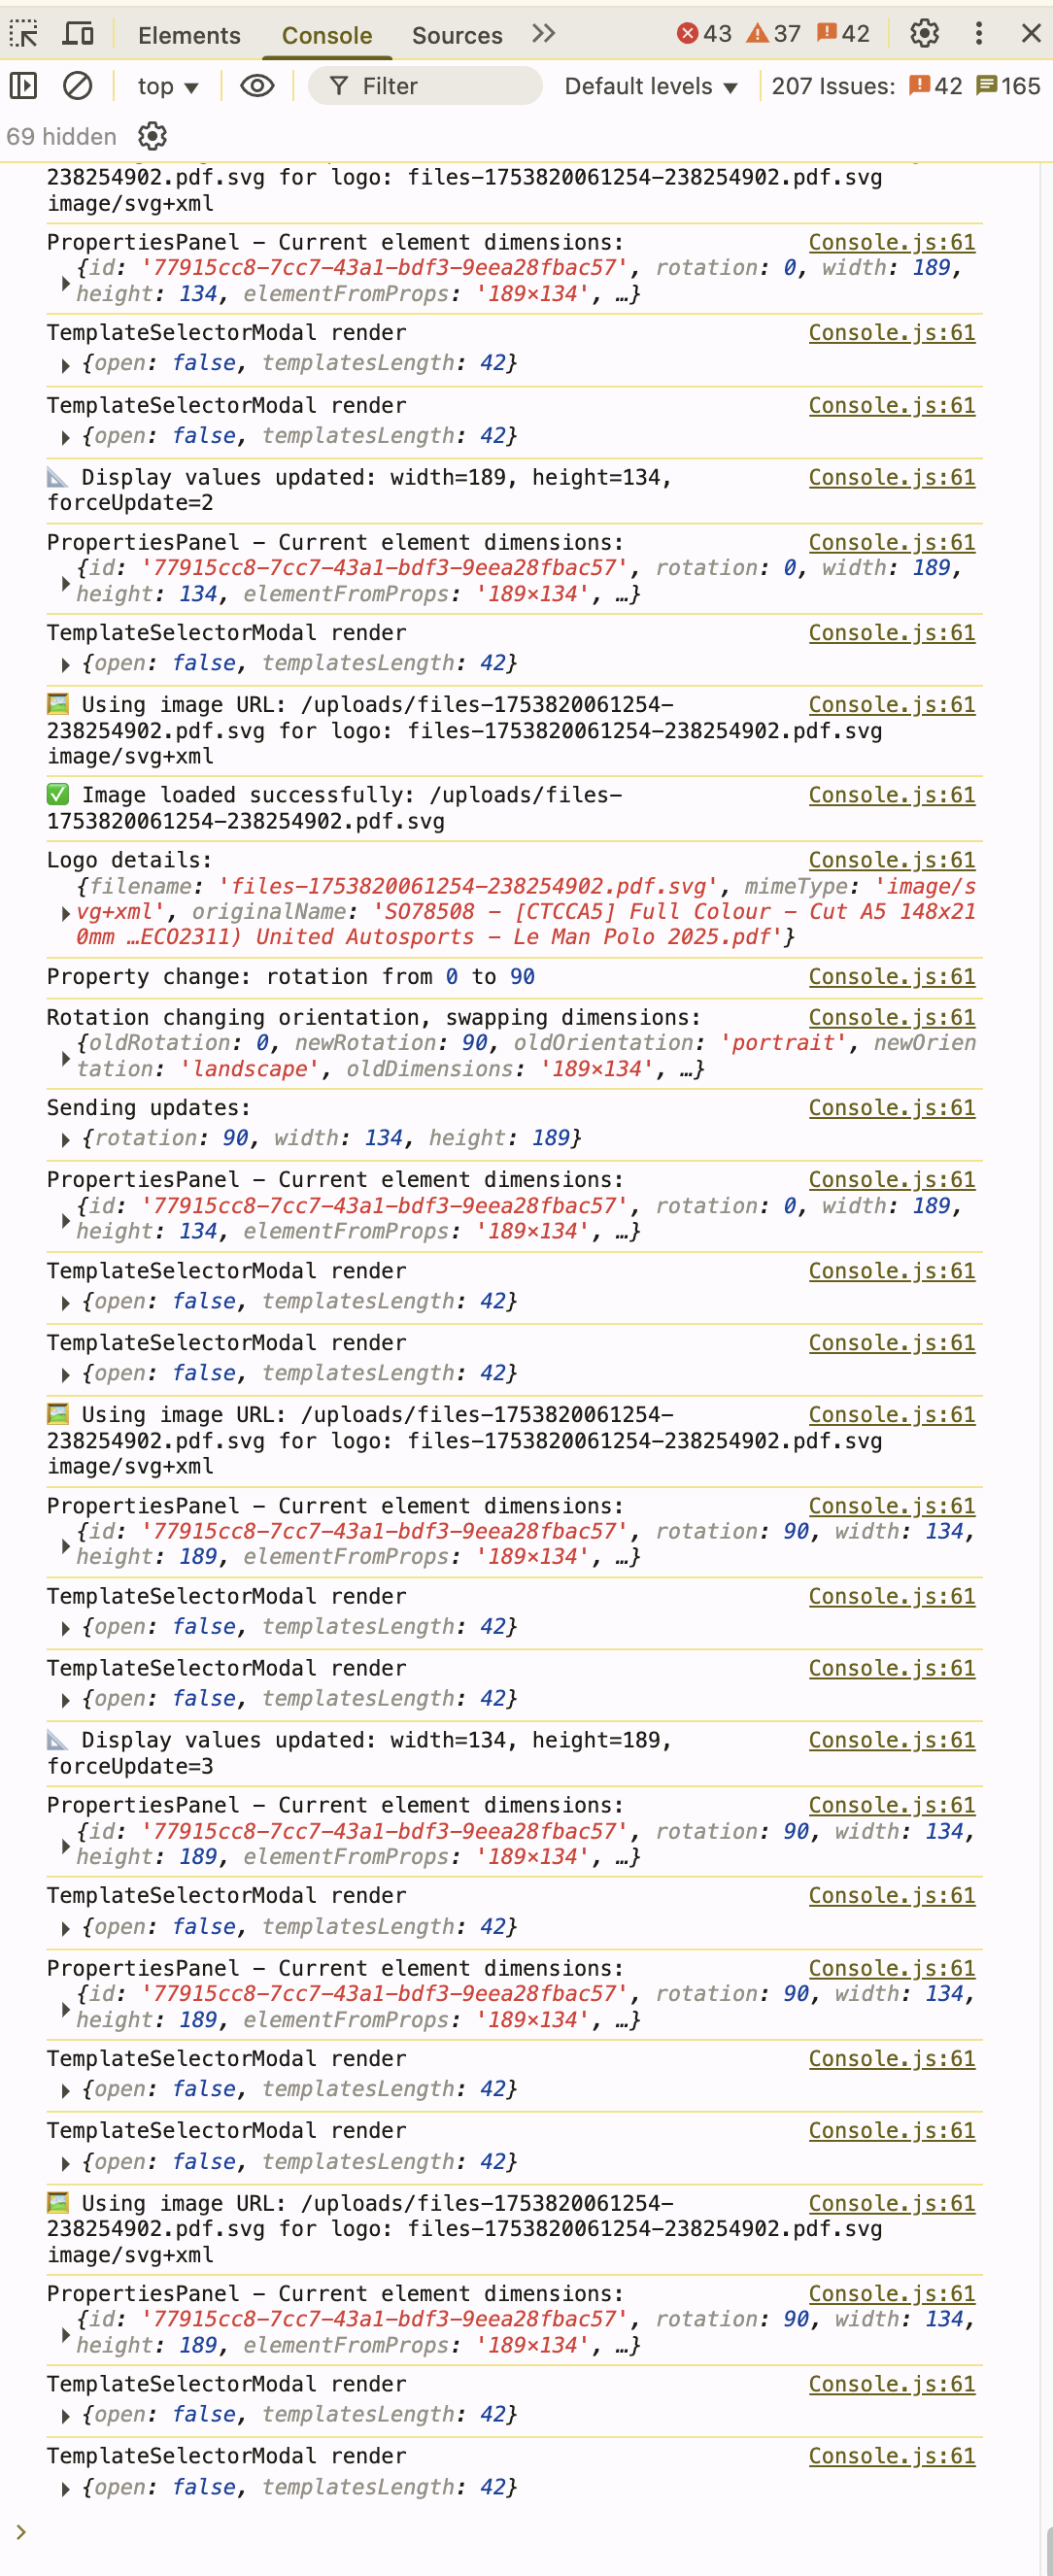 Elements Console Sources 43 37 42
top Filter Default levels 207 Issues: 42 165
69 hidden
238254902.pdf.svg for logo: files-1753820061254-238254902.pdf.svg
image/svg+xml
PropertiesPanel - Current element dimensions: Console.js:61
{id: '77915cc8-7cc7-43a1-bdf3-9eea28fbac57', rotation: 0, width: 189,
height: 134, elementFromProps: '189×134', …}
TemplateSelectorModal render Console.js:61
{open: false, templatesLength: 42}
TemplateSelectorModal render Console.js:61
{open: false, templatesLength: 42}
📐 Display values updated: width=189, height=134, Console.js:61
forceUpdate=2
PropertiesPanel - Current element dimensions: Console.js:61
{id: '77915cc8-7cc7-43a1-bdf3-9eea28fbac57', rotation: 0, width: 189,
height: 134, elementFromProps: '189×134', …}
TemplateSelectorModal render Console.js:61
{open: false, templatesLength: 42}
🖼️ Using image URL: /uploads/files-1753820061254- Console.js:61
238254902.pdf.svg for logo: files-1753820061254-238254902.pdf.svg
image/svg+xml
✅ Image loaded successfully: /uploads/files- Console.js:61
1753820061254-238254902.pdf.svg
Logo details: Console.js:61
{filename: 'files-1753820061254-238254902.pdf.svg', mimeType: 'image/s
vg+xml', originalName: 'SO78508 - [CTCCA5] Full Colour - Cut A5 148x21
0mm …ECO2311) United Autosports - Le Man Polo 2025.pdf'}
Property change: rotation from 0 to 90 Console.js:61
Rotation changing orientation, swapping dimensions: Console.js:61
{oldRotation: 0, newRotation: 90, oldOrientation: 'portrait', newOrien
tation: 'landscape', oldDimensions: '189×134', …}
Sending updates: Console.js:61
{rotation: 90, width: 134, height: 189}
PropertiesPanel - Current element dimensions: Console.js:61
{id: '77915cc8-7cc7-43a1-bdf3-9eea28fbac57', rotation: 0, width: 189,
height: 134, elementFromProps: '189×134', …}
TemplateSelectorModal render Console.js:61
{open: false, templatesLength: 42}
TemplateSelectorModal render Console.js:61
{open: false, templatesLength: 42}
🖼️ Using image URL: /uploads/files-1753820061254- Console.js:61
238254902.pdf.svg for logo: files-1753820061254-238254902.pdf.svg
image/svg+xml
PropertiesPanel - Current element dimensions: Console.js:61
{id: '77915cc8-7cc7-43a1-bdf3-9eea28fbac57', rotation: 90, width: 134,
height: 189, elementFromProps: '189×134', …}
TemplateSelectorModal render Console.js:61
{open: false, templatesLength: 42}
TemplateSelectorModal render Console.js:61
{open: false, templatesLength: 42}
📐 Display values updated: width=134, height=189, Console.js:61
forceUpdate=3
PropertiesPanel - Current element dimensions: Console.js:61
{id: '77915cc8-7cc7-43a1-bdf3-9eea28fbac57', rotation: 90, width: 134,
height: 189, elementFromProps: '189×134', …}
TemplateSelectorModal render Console.js:61
{open: false, templatesLength: 42}
PropertiesPanel - Current element dimensions: Console.js:61
{id: '77915cc8-7cc7-43a1-bdf3-9eea28fbac57', rotation: 90, width: 134,
height: 189, elementFromProps: '189×134', …}
TemplateSelectorModal render Console.js:61
{open: false, templatesLength: 42}
TemplateSelectorModal render Console.js:61
{open: false, templatesLength: 42}
🖼️ Using image URL: /uploads/files-1753820061254- Console.js:61
238254902.pdf.svg for logo: files-1753820061254-238254902.pdf.svg
image/svg+xml
PropertiesPanel - Current element dimensions: Console.js:61
{id: '77915cc8-7cc7-43a1-bdf3-9eea28fbac57', rotation: 90, width: 134,
height: 189, elementFromProps: '189×134', …}
TemplateSelectorModal render Console.js:61
{open: false, templatesLength: 42}
TemplateSelectorModal render Console.js:61
{open: false, templatesLength: 42}